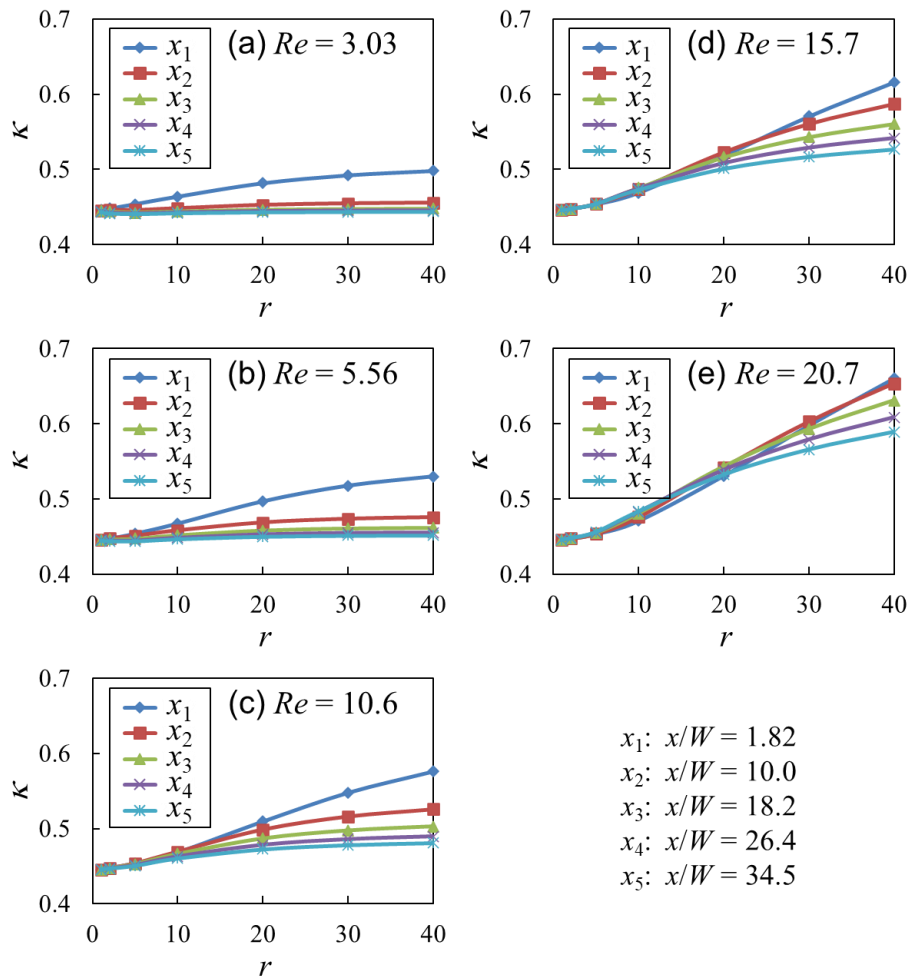 (a) Re = 3.03
κ
0.7
0.6
0.5
0.4
x1
x2
x3
x4
x5
0 10 20 30 40
r
(d) Re = 15.7
κ
0.7
0.6
0.5
0.4
x1
x2
x3
x4
x5
0 10 20 30 40
r
(b) Re = 5.56
κ
0.7
0.6
0.5
0.4
x1
x2
x3
x4
x5
0 10 20 30 40
r
(e) Re = 20.7
κ
0.7
0.6
0.5
0.4
x1
x2
x3
x4
x5
0 10 20 30 40
r
(c) Re = 10.6
κ
0.7
0.6
0.5
0.4
x1
x2
x3
x4
x5
0 10 20 30 40
r
x1: x/W = 1.82
x2: x/W = 10.0
x3: x/W = 18.2
x4: x/W = 26.4
x5: x/W = 34.5